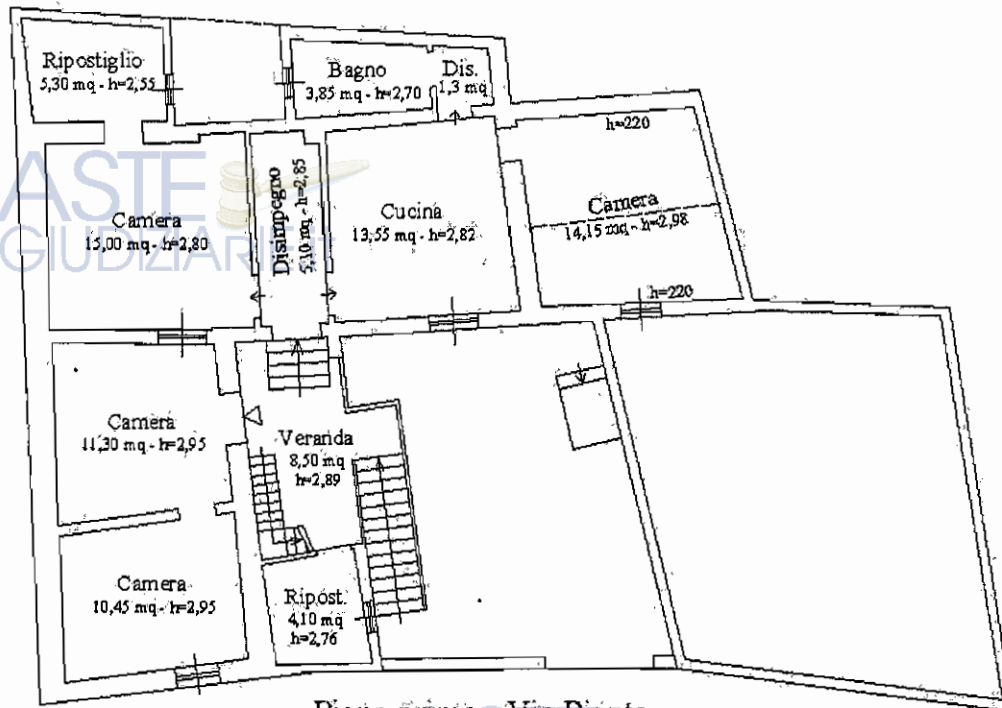 Ripostiglio
5,30 mq - h=2,55
Bagno
3,85 mq - h=2,70
Dis.
1,3 mq
h=220
Camera
14,15 mq - h=2,98
h=220
ASTE
GIUDIZIARIE
Camera
15,00 mq - h=2,80
Disimpegno
5,10 mq - h=2,85
Cucina
13,55 mq - h=2,82
Camera
11,30 mq - h=2,95
Veranda
8,50 mq
h=2,89
Camera
10,45 mq - h=2,95
Ripost.
4,10 mq
h=2,76